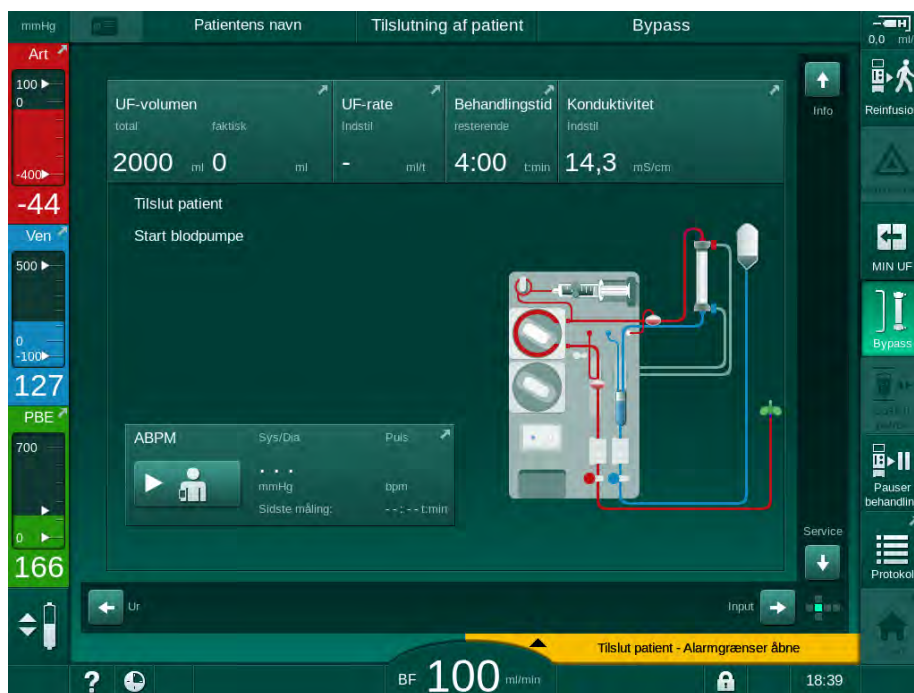 mmHg
Patientens navn
Tilslutning af patient
Bypass
0,0 ml/
Art
100
0
-400
-44
Ven
500
0
-100
127
PBE
700
0
166
UF-volumen
total faktisk
2000 ml 0 ml
UF-rate
Indstil
- ml/t
Behandlingstid
resterende
4:00 t:min
Konduktivitet
Indstil
14,3 mS/cm
Tilslut patient
Start blodpumpe
ABPM
Sys/Dia
Puls
. . .
mmHg
bpm
Sidste måling:
--:-- t:min
Info
Service
Ur
Input
Reinfusion
MIN UF
Bypass
Pauser
behandlin
Protokol
Tilslut patient - Alarmgrænser åbne
?
BF 100 ml/min
18:39